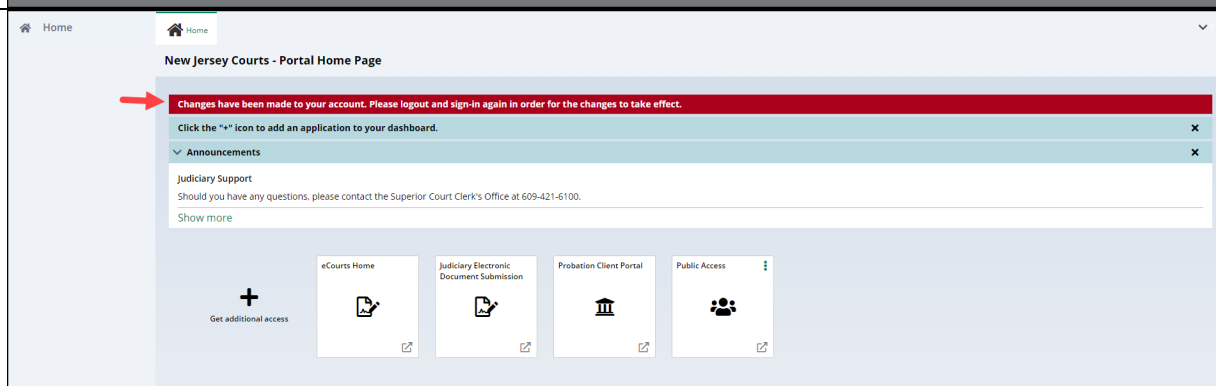 Home
Home
New Jersey Courts - Portal Home Page
Changes have been made to your account. Please logout and sign-in again in order for the changes to take effect.
Click the "+" icon to add an application to your dashboard.
Announcements
Judiciary Support
Should you have any questions, please contact the Superior Court Clerk's Office at 609-421-6100.
Show more
Get additional access
eCourts Home
Judiciary Electronic
Document Submission
Probation Client Portal
Public Access